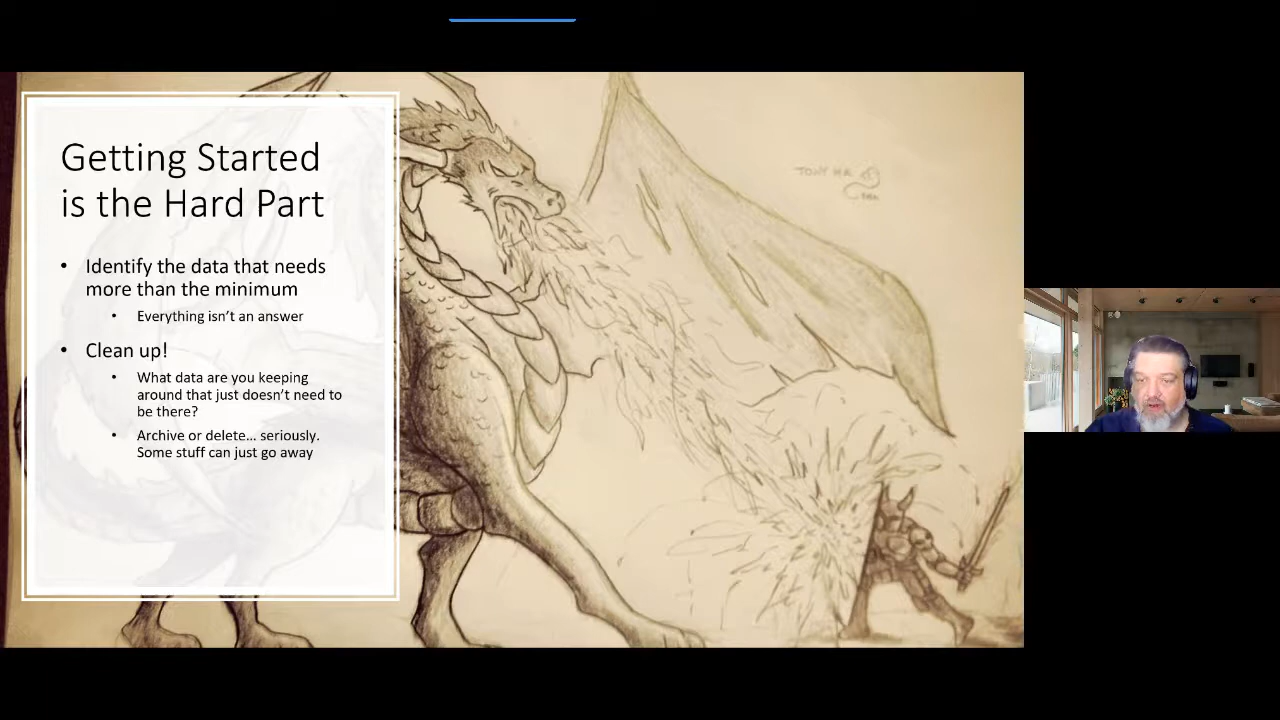 Getting Started
is the Hard Part
• Identify the data that needs
more than the minimum
• Everything isn't an answer
• Clean up!
• What data are you keeping
around that just doesn't need to
be there?
• Archive or delete... seriously.
Some stuff can just go away
TONY